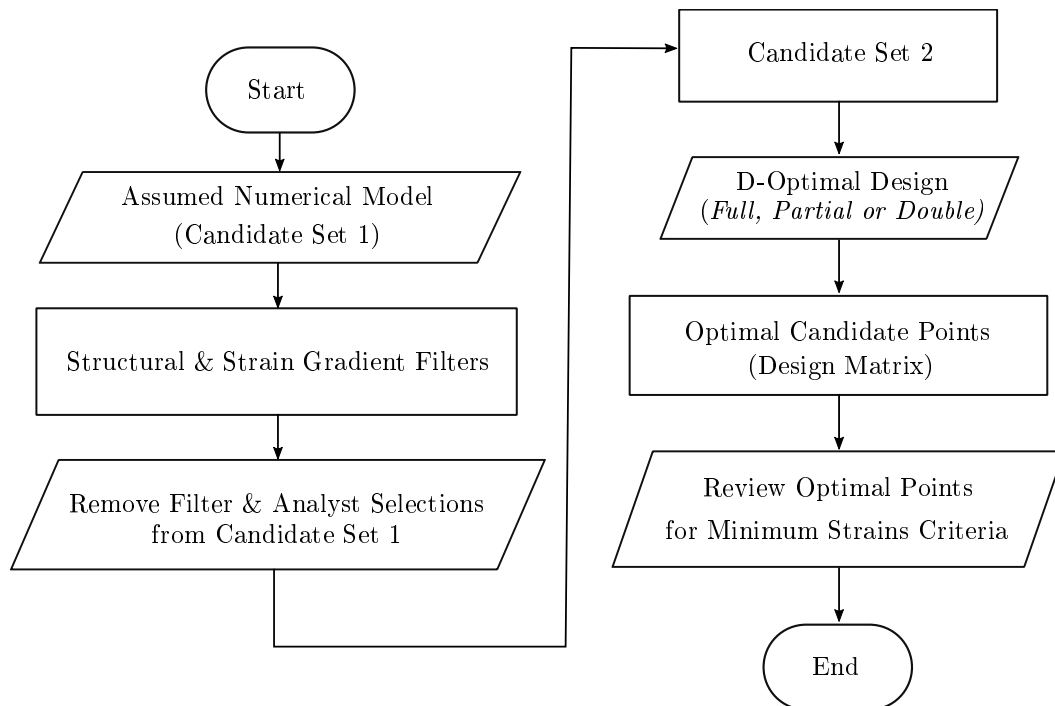 Start
Assumed Numerical Model
(Candidate Set 1)
Structural & Strain Gradient Filters
Remove Filter & Analyst Selections
from Candidate Set 1
Candidate Set 2
D-Optimal Design
(Full, Partial or Double)
Optimal Candidate Points
(Design Matrix)
Review Optimal Points
for Minimum Strains Criteria
End